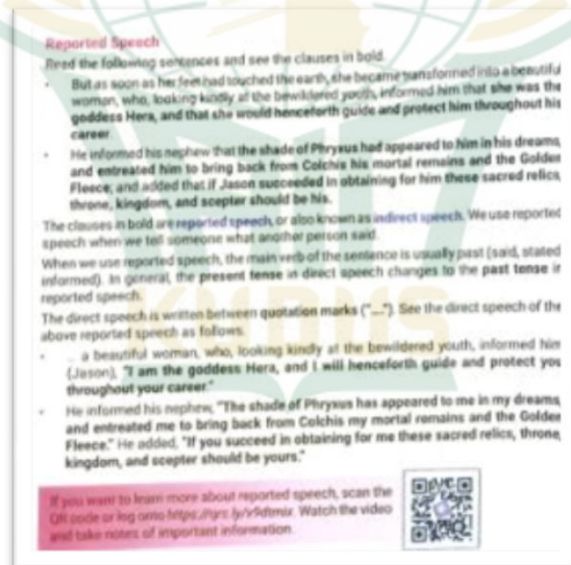 Reported Speech
Read the following sentences and see the clauses in bold.
• But as soon as her feet had touched the earth, she became transformed into a beautiful
woman, who, looking kindly at the bewildered youth, informed him that she was the
goddess Hera, and that she would henceforth guide and protect him throughout his
career.
• He informed his nephew that the shade of Phryxus had appeared to him in his dreams,
and entreated him to bring back from Colchis his mortal remains and the Golden
Fleece; and added that if Jason succeeded in obtaining for him these sacred relics,
throne, kingdom, and scepter should be his.
The clauses in bold are reported speech, or also known as indirect speech. We use reported
speech when we tell someone what another person said.
When we use reported speech, the main verb of the sentence is usually past (said, stated
informed). In general, the present tense in direct speech changes to the past tense in
reported speech.
The direct speech is written between quotation marks ("..."). See the direct speech of the
above reported speech as follows.
• ... a beautiful woman, who, looking kindly at the bewildered youth, informed him
(Jason), "I am the goddess Hera, and I will henceforth guide and protect you
throughout your career."
• He informed his nephew, "The shade of Phryxus has appeared to me in my dreams,
and entreated me to bring back from Colchis my mortal remains and the Golden
Fleece." He added, "If you succeed in obtaining for me these sacred relics, throne,
kingdom, and scepter should be yours."
If you want to learn more about reported speech, scan the
QR code or log onto Watch the video
and take notes of important information.
KUDUS